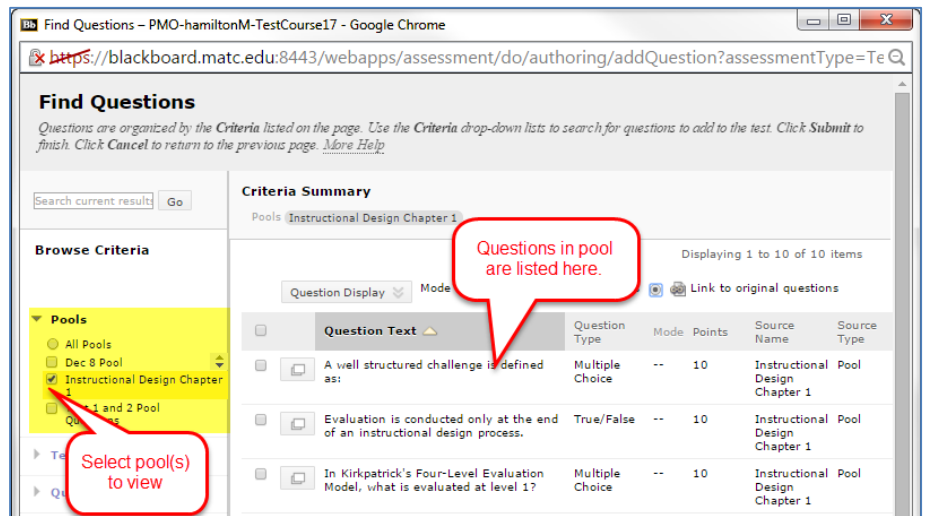 Find Questions – PMO-hamiltonM-TestCourse17 - Google Chrome
https://blackboard.matc.edu:8443/webapps/assessment/do/authoring/addQuestion?assessmentType=Te
Find Questions
Questions are organized by the Criteria listed on the page. Use the Criteria drop-down lists to search for questions to add to the test. Click Submit to
finish. Click Cancel to return to the previous page. More Help
Search current results Go
Criteria Summary
Pools Instructional Design Chapter 1
Browse Criteria
Questions in pool
are listed here.
Displaying 1 to 10 of 10 items
Question Display Mode
Link to original questions
Pools
All Pools
Dec 8 Pool
Instructional Design Chapter
1
1 and 2 Pool
Select pool(s)
to view
Question Text Question Type Mode Points Source Name Source Type
A well structured challenge is defined
as:
Multiple
Choice
-- 10
Instructional
Design
Chapter 1
Pool
Evaluation is conducted only at the end
of an instructional design process.
True/False -- 10
Instructional
Design
Chapter 1
Pool
In Kirkpatrick's Four-Level Evaluation
Model, what is evaluated at level 1?
Multiple
Choice
-- 10
Instructional
Design
Chapter 1
Pool